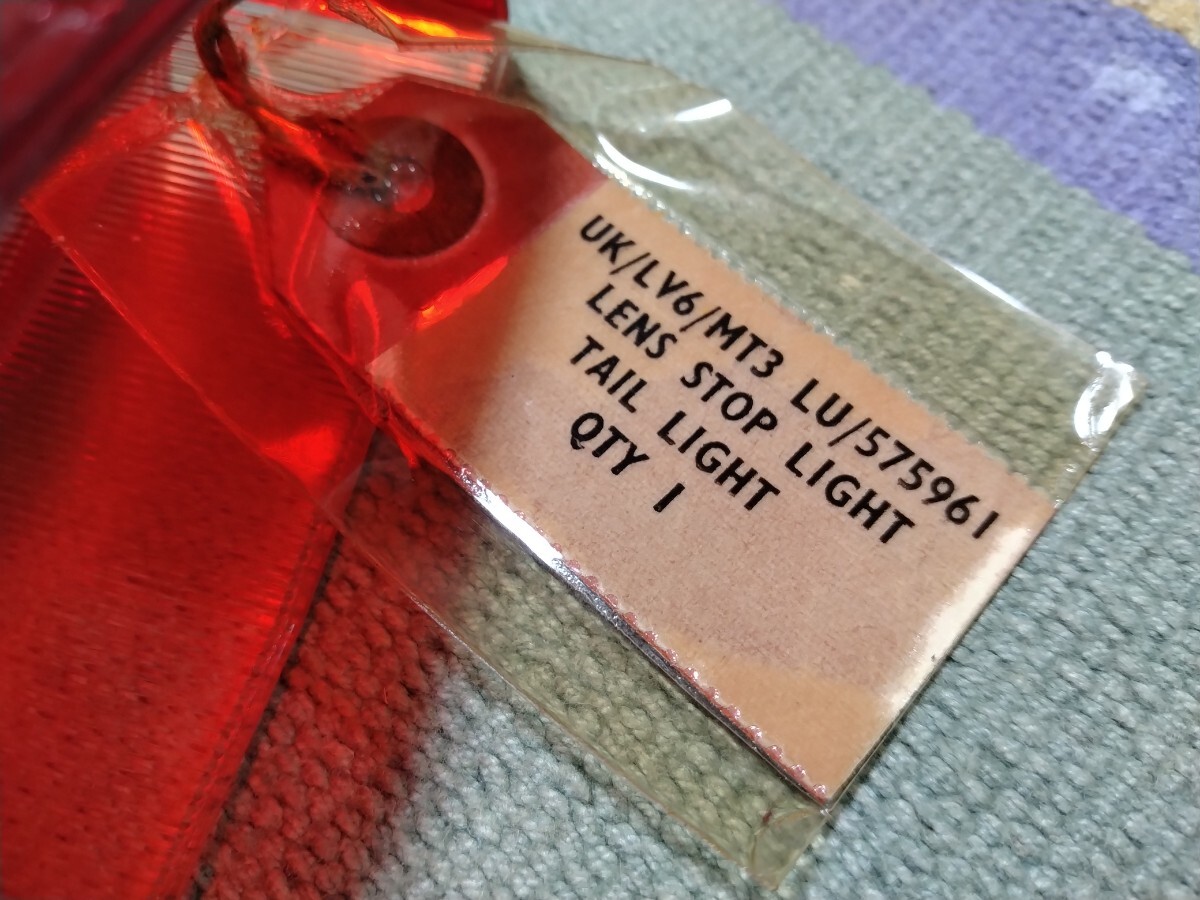 UK/LV6/MT3 LU/575961
LENS STOP LIGHT
TAIL LIGHT
QTY 1